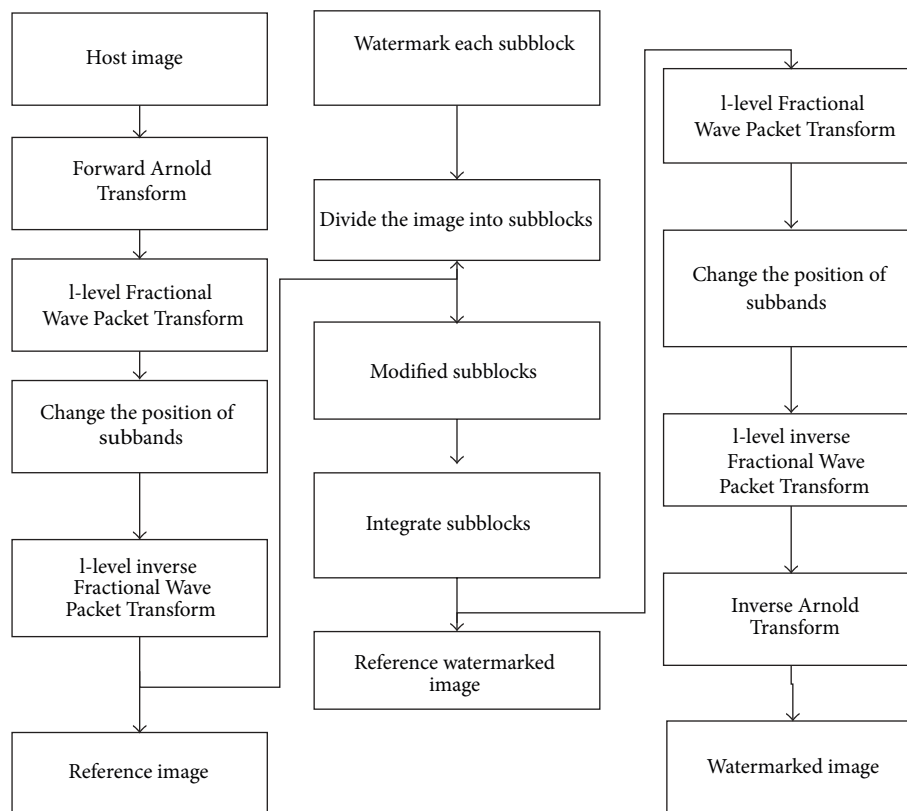 Host image
Forward Arnold
Transform
l-level Fractional
Wave Packet Transform
Change the position of
subbands
l-level inverse
Fractional Wave
Packet Transform
Reference image
Watermark each subblock
Divide the image into subblocks
Modified subblocks
Integrate subblocks
Reference watermarked
image
l-level Fractional
Wave Packet Transform
Change the position of
subbands
l-level inverse
Fractional Wave
Packet Transform
Inverse Arnold
Transform
Watermarked image